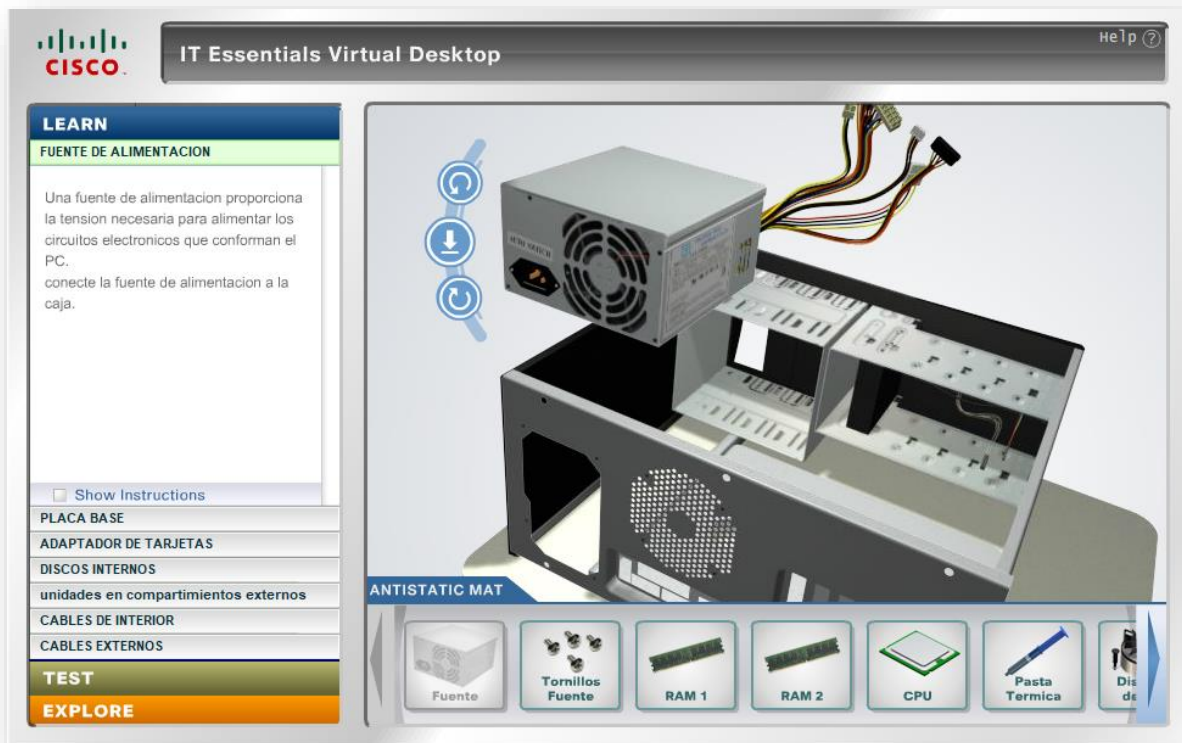 CISCO
IT Essentials Virtual Desktop
Help ?
LEARN
FUENTE DE ALIMENTACION
Una fuente de alimentacion proporciona
la tension necesaria para alimentar los
circuitos electronicos que conforman el
PC.
conecte la fuente de alimentacion a la
caja.
Show Instructions
PLACA BASE
ADAPTADOR DE TARJETAS
DISCOS INTERNOS
unidades en compartimientos externos
CABLES DE INTERIOR
CABLES EXTERNOS
TEST
EXPLORE
ANTISTATIC MAT
Fuente
Tornillos
Fuente
RAM 1
RAM 2
CPU
Pasta
Termica